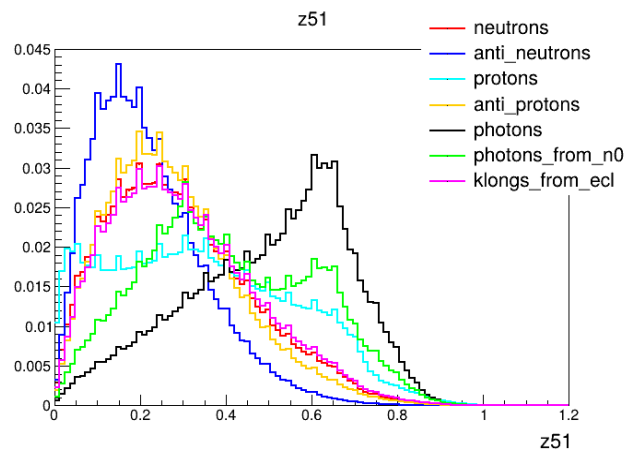 z51
neutrons
anti_neutrons
protons
anti_protons
photons
photons_from_n0
klongs_from_ecl
0.045
0.04
0.035
0.03
0.025
0.02
0.015
0.01
0.005
0
0 0.2 0.4 0.6 0.8 1 1.2
z51